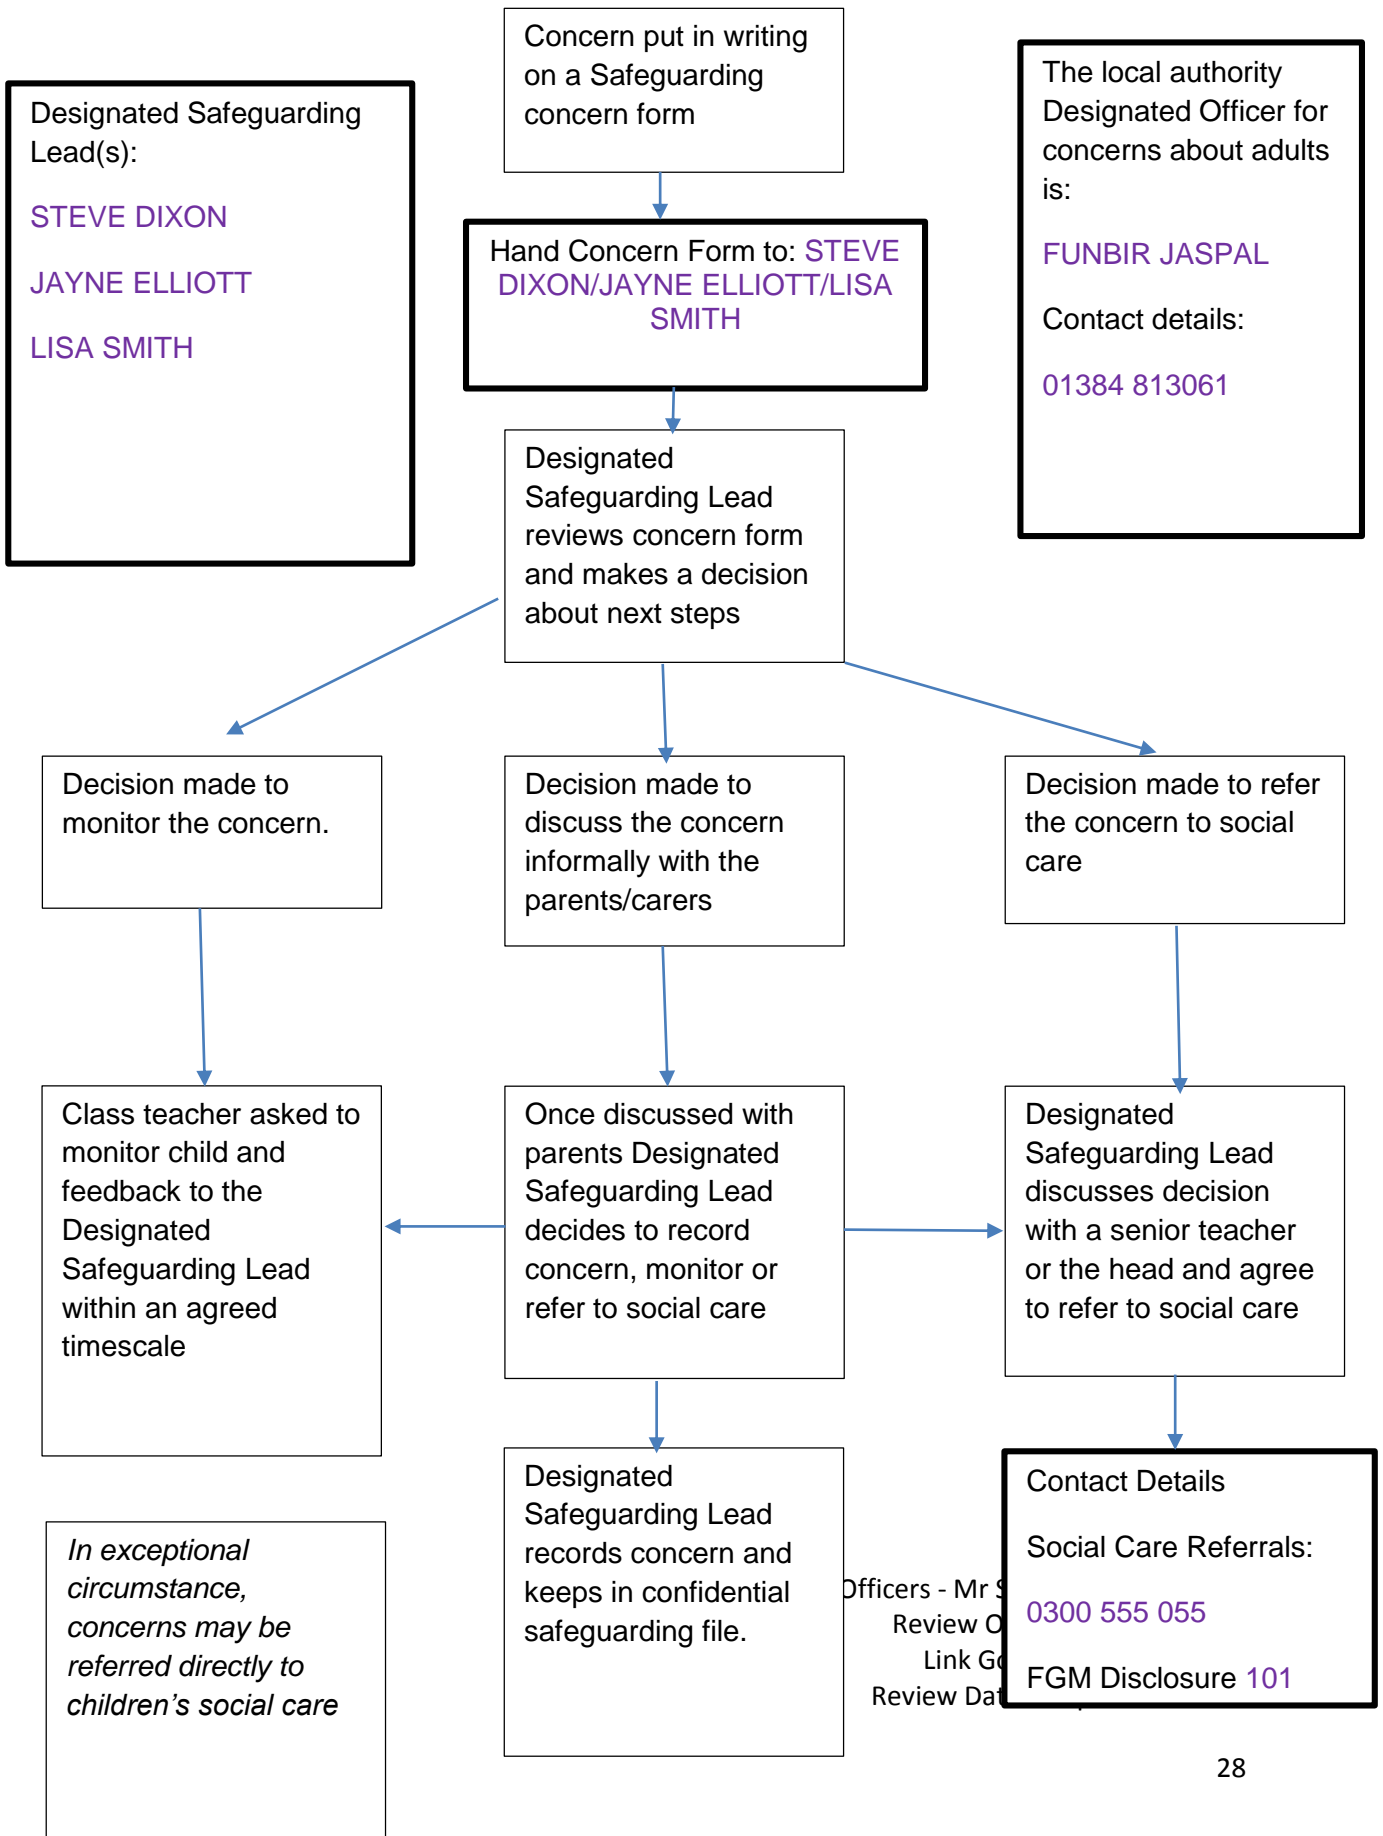 Concern put in writing
on a Safeguarding
concern form
Designated Safeguarding
Lead(s):
STEVE DIXON
JAYNE ELLIOTT
LISA SMITH
The local authority
Designated Officer for
concerns about adults
is:
FUNBIR JASPAL
Contact details:
01384 813061
Hand Concern Form to: STEVE
DIXON/JAYNE ELLIOTT/LISA
SMITH
Designated
Safeguarding Lead
reviews concern form
and makes a decision
about next steps
Decision made to
monitor the concern.
Decision made to
discuss the concern
informally with the
parents/carers
Decision made to refer
the concern to social
care
Class teacher asked to
monitor child and
feedback to the
Designated
Safeguarding Lead
within an agreed
timescale
Once discussed with
parents Designated
Safeguarding Lead
decides to record
concern, monitor or
refer to social care
Designated
Safeguarding Lead
discusses decision
with a senior teacher
or the head and agree
to refer to social care
In exceptional
circumstance,
concerns may be
referred directly to
children’s social care
Designated
Safeguarding Lead
records concern and
keeps in confidential
safeguarding file.
Contact Details
Social Care Referrals:
0300 555 055
FGM Disclosure 101
Officers - Mr
Review
Link
Review
28